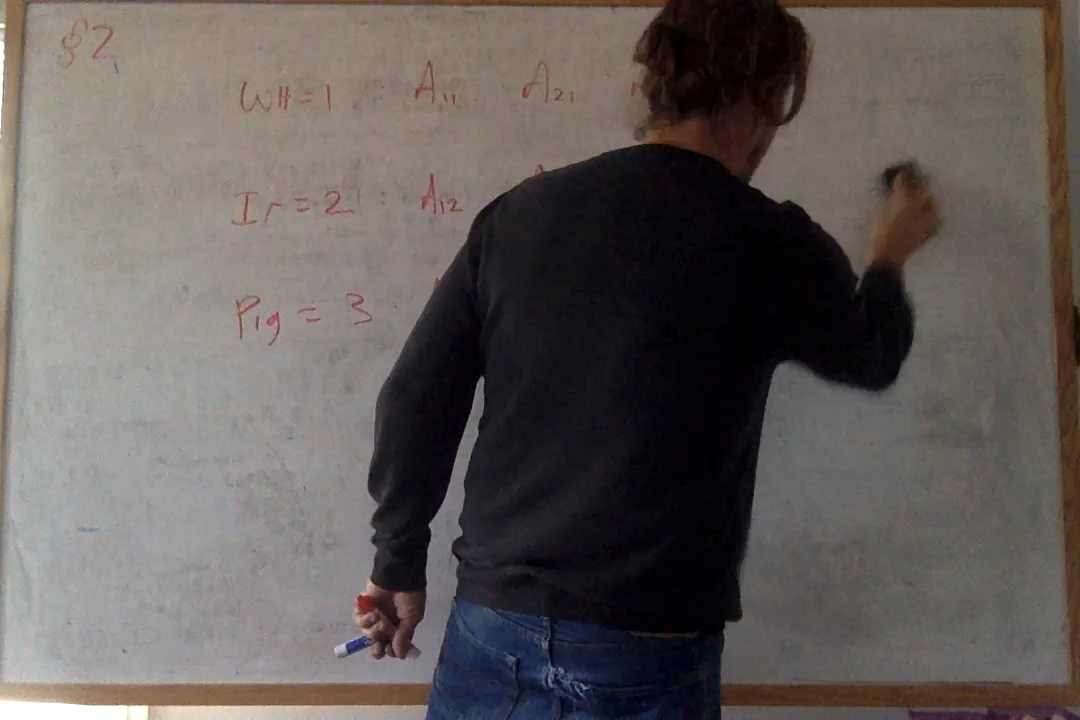 §2,
WH=1 : A₁₁ A₂₁
Ir=2 : A₁₂
Pig = 3